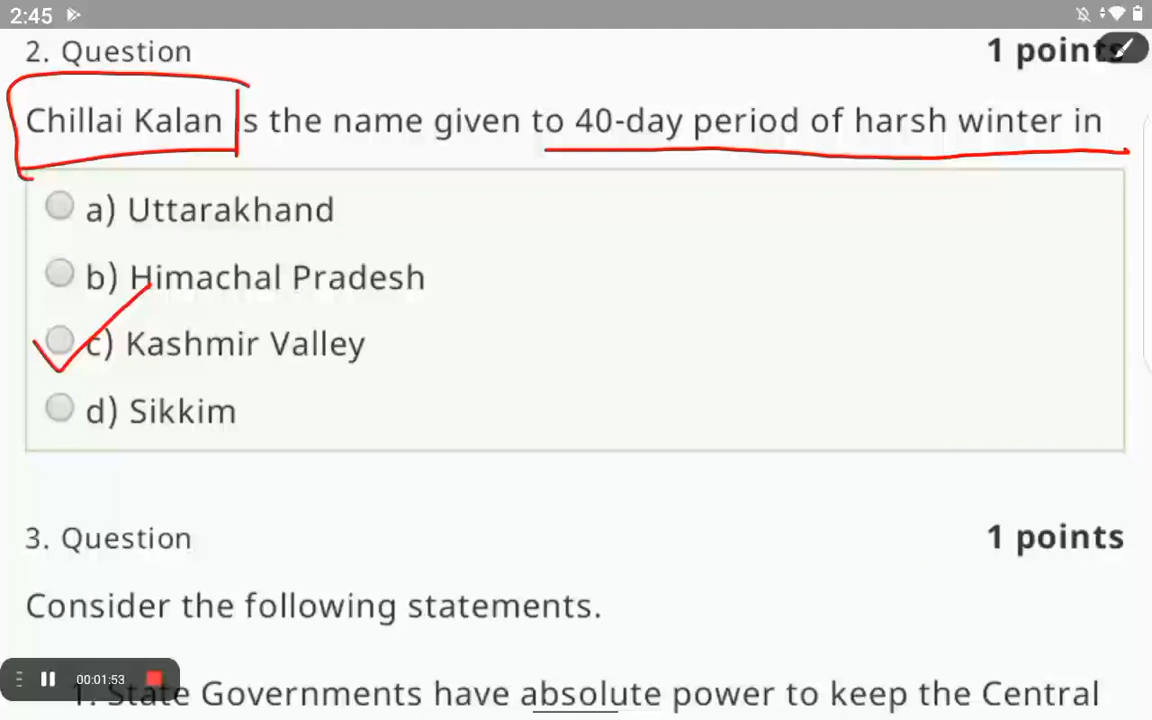 2:45
2. Question
1 points
Chillai Kalan is the name given to 40-day period of harsh winter in
a) Uttarakhand
b) Himachal Pradesh
c) Kashmir Valley
d) Sikkim
3. Question
1 points
Consider the following statements.
00:01:53
1. State Governments have absolute power to keep the Central